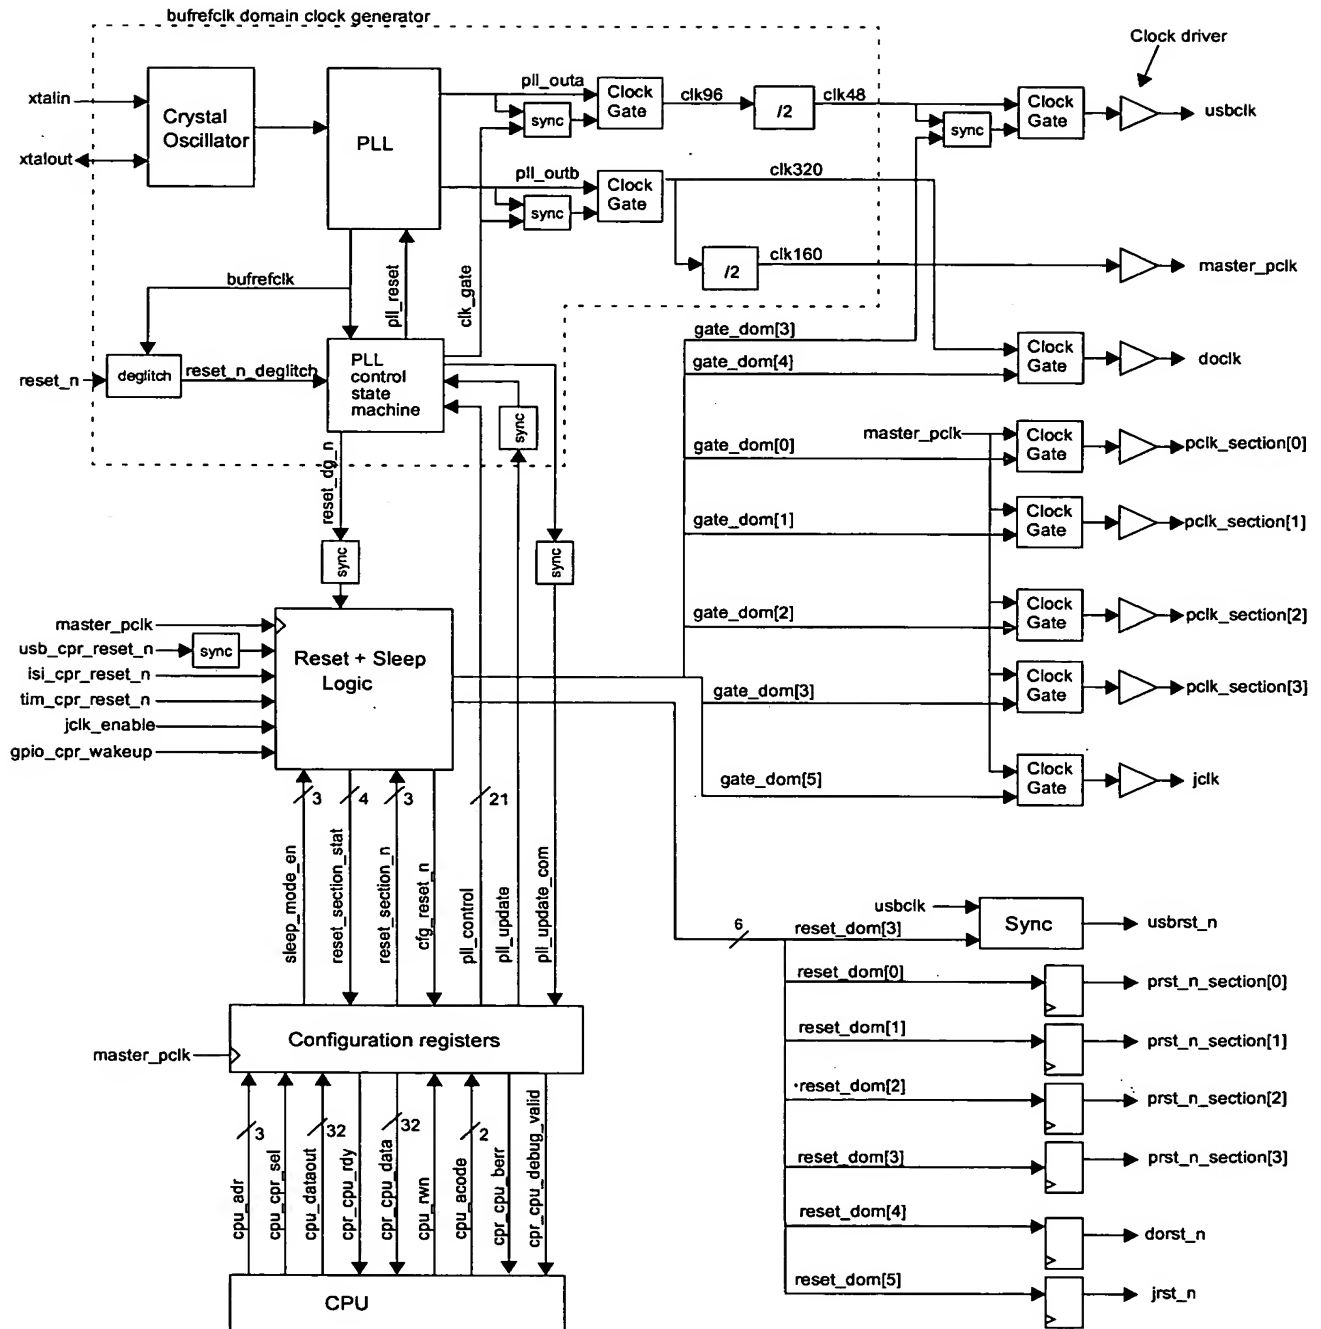 bufrefclk domain clock generator
Clock driver
xtalin
xtalout
Crystal
Oscillator
PLL
pll_outa
sync
Clock
Gate
clk96
/2
clk48
sync
Clock
Gate
usbclk
pll_outb
sync
Clock
Gate
clk320
/2
clk160
master_pclk
bufrefclk
pll_reset
clk_gate
reset_n
deglitch
reset_n_deglitch
PLL
control
state
machine
sync
gate_dom[3]
gate_dom[4]
Clock
Gate
doclk
master_pclk
gate_dom[0]
Clock
Gate
pclk_section[0]
reset_dg_n
gate_dom[1]
Clock
Gate
pclk_section[1]
sync
sync
gate_dom[2]
Clock
Gate
pclk_section[2]
master_pclk
usb_cpr_reset_n
sync
isi_cpr_reset_n
tim_cpr_reset_n
jclk_enable
gpio_cpr_wakeup
Reset + Sleep
Logic
gate_dom[3]
Clock
Gate
pclk_section[3]
gate_dom[5]
Clock
Gate
jclk
3
4
3
21
sleep_mode_en
reset_section_stat
reset_section_n
cfg_reset_n
pll_control
pll_update
pll_update_com
6
usbclk
reset_dom[3]
Sync
usbrst_n
reset_dom[0]
prst_n_section[0]
reset_dom[1]
prst_n_section[1]
reset_dom[2]
prst_n_section[2]
reset_dom[3]
prst_n_section[3]
reset_dom[4]
dorst_n
reset_dom[5]
jrst_n
master_pclk
Configuration registers
3
32
32
2
cpu_adr
cpu_cpr_sel
cpu_dataout
cpr_cpu_rdy
cpr_cpu_data
cpu_rwn
cpu_acode
cpr_cpu_berr
cpr_cpu_debug_valid
CPU